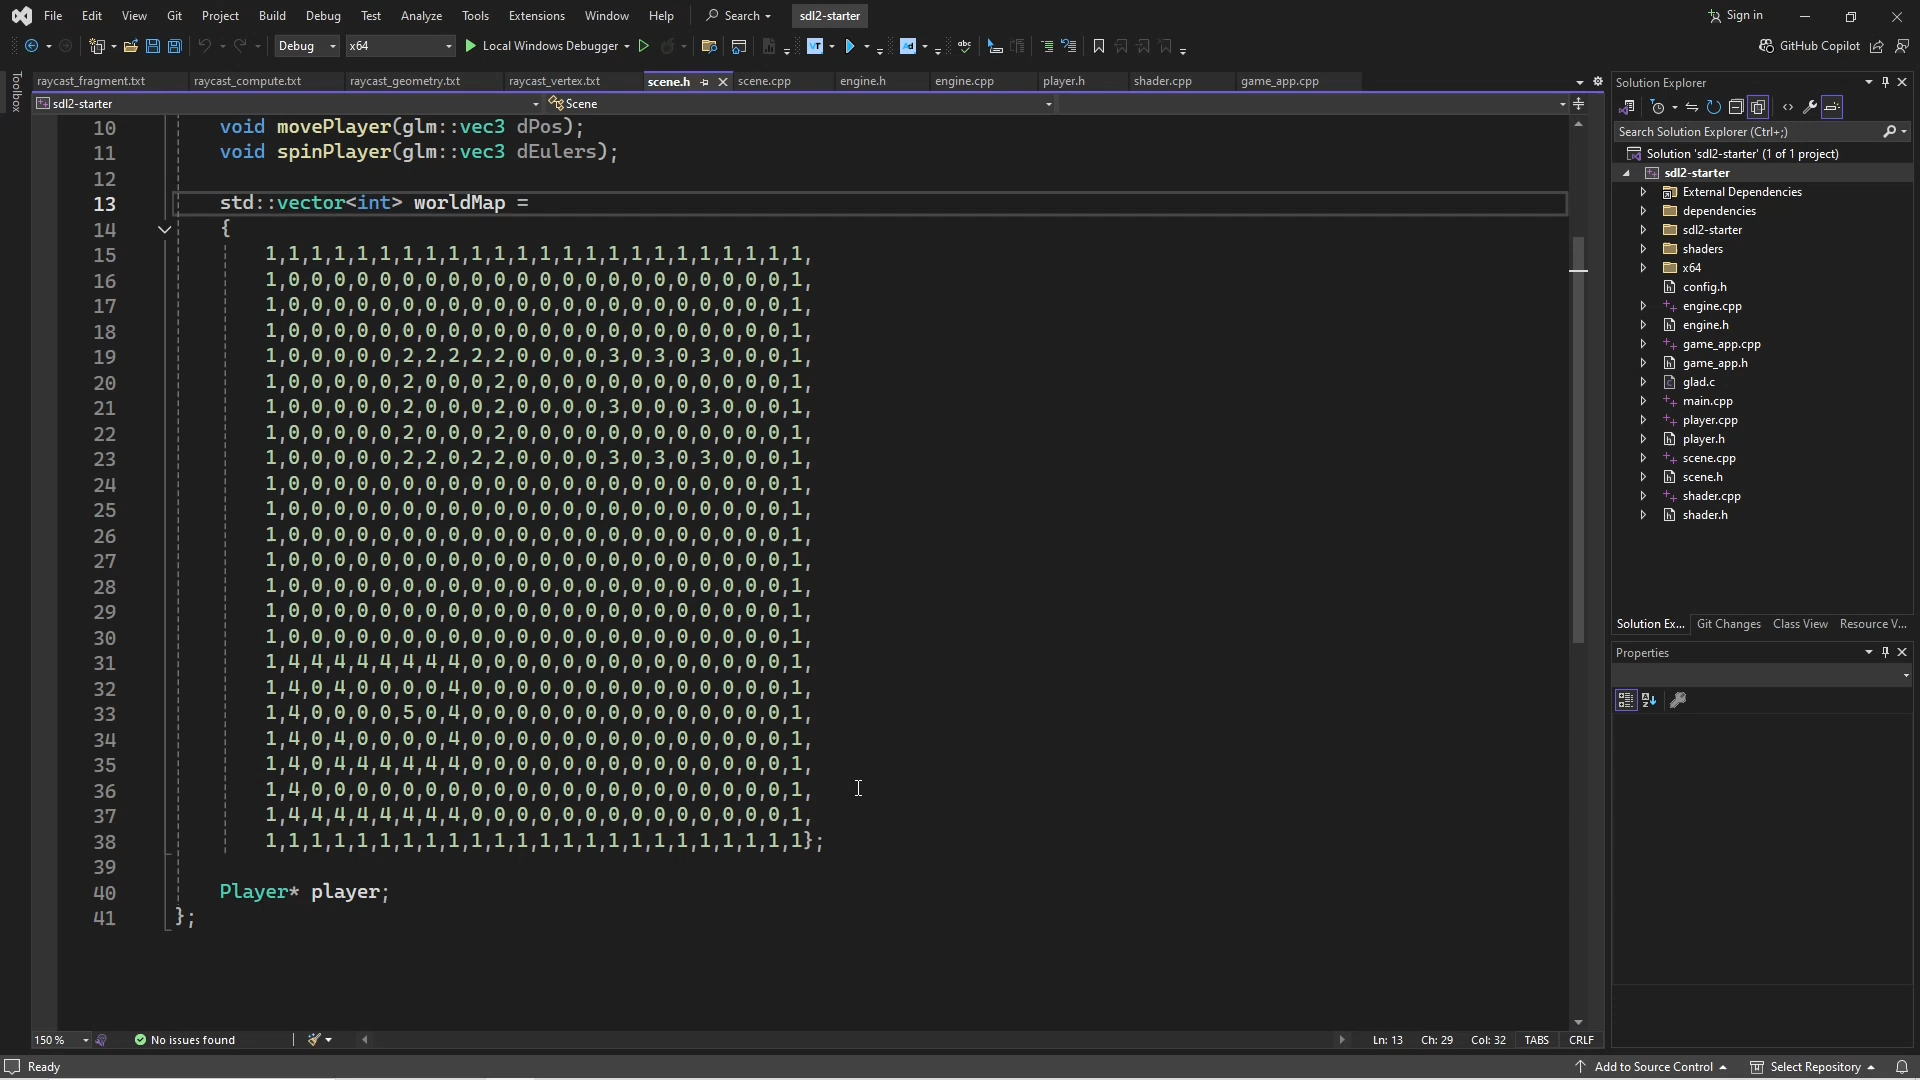 File Edit View Git Project Build Debug Test Analyze Tools Extensions Window Help Search sdl2-starter Sign in
Debug x64 Local Windows Debugger GitHub Copilot
Toolbox
raycast_fragment.txt raycast_compute.txt raycast_geometry.txt raycast_vertex.txt scene.h scene.cpp engine.h engine.cpp player.h shader.cpp game_app.cpp
sdl2-starter Scene
10 void movePlayer(glm::vec3 dPos);
11 void spinPlayer(glm::vec3 dEulers);
12
13 std::vector<int> worldMap =
14 {
15 1,1,1,1,1,1,1,1,1,1,1,1,1,1,1,1,1,1,1,1,1,1,1,1,
16 1,0,0,0,0,0,0,0,0,0,0,0,0,0,0,0,0,0,0,0,0,0,0,1,
17 1,0,0,0,0,0,0,0,0,0,0,0,0,0,0,0,0,0,0,0,0,0,0,1,
18 1,0,0,0,0,0,0,0,0,0,0,0,0,0,0,0,0,0,0,0,0,0,0,1,
19 1,0,0,0,0,0,2,2,2,2,2,0,0,0,0,3,0,3,0,3,0,0,0,1,
20 1,0,0,0,0,0,2,0,0,0,2,0,0,0,0,0,0,0,0,0,0,0,0,1,
21 1,0,0,0,0,0,2,0,0,0,2,0,0,0,0,3,0,0,0,3,0,0,0,1,
22 1,0,0,0,0,0,2,0,0,0,2,0,0,0,0,0,0,0,0,0,0,0,0,1,
23 1,0,0,0,0,0,2,2,0,2,2,0,0,0,0,3,0,3,0,3,0,0,0,1,
24 1,0,0,0,0,0,0,0,0,0,0,0,0,0,0,0,0,0,0,0,0,0,0,1,
25 1,0,0,0,0,0,0,0,0,0,0,0,0,0,0,0,0,0,0,0,0,0,0,1,
26 1,0,0,0,0,0,0,0,0,0,0,0,0,0,0,0,0,0,0,0,0,0,0,1,
27 1,0,0,0,0,0,0,0,0,0,0,0,0,0,0,0,0,0,0,0,0,0,0,1,
28 1,0,0,0,0,0,0,0,0,0,0,0,0,0,0,0,0,0,0,0,0,0,0,1,
29 1,0,0,0,0,0,0,0,0,0,0,0,0,0,0,0,0,0,0,0,0,0,0,1,
30 1,0,0,0,0,0,0,0,0,0,0,0,0,0,0,0,0,0,0,0,0,0,0,1,
31 1,4,4,4,4,4,4,4,4,0,0,0,0,0,0,0,0,0,0,0,0,0,0,1,
32 1,4,0,4,0,0,0,0,4,0,0,0,0,0,0,0,0,0,0,0,0,0,0,1,
33 1,4,0,0,0,0,5,0,4,0,0,0,0,0,0,0,0,0,0,0,0,0,0,1,
34 1,4,0,4,0,0,0,0,4,0,0,0,0,0,0,0,0,0,0,0,0,0,0,1,
35 1,4,0,4,4,4,4,4,4,0,0,0,0,0,0,0,0,0,0,0,0,0,0,1,
36 1,4,0,0,0,0,0,0,0,0,0,0,0,0,0,0,0,0,0,0,0,0,0,1,
37 1,4,4,4,4,4,4,4,4,0,0,0,0,0,0,0,0,0,0,0,0,0,0,1,
38 1,1,1,1,1,1,1,1,1,1,1,1,1,1,1,1,1,1,1,1,1,1,1,1};
39
40 Player* player;
41 };
150 % No issues found Ln: 13 Ch: 29 Col: 32 TABS CRLF
Solution Explorer
Search Solution Explorer (Ctrl+;)
Solution 'sdl2-starter' (1 of 1 project)
sdl2-starter
External Dependencies
dependencies
sdl2-starter
shaders
x64
config.h
engine.cpp
engine.h
game_app.cpp
game_app.h
glad.c
main.cpp
player.cpp
player.h
scene.cpp
scene.h
shader.cpp
shader.h
Solution Ex... Git Changes Class View Resource V...
Properties
Ready Add to Source Control Select Repository